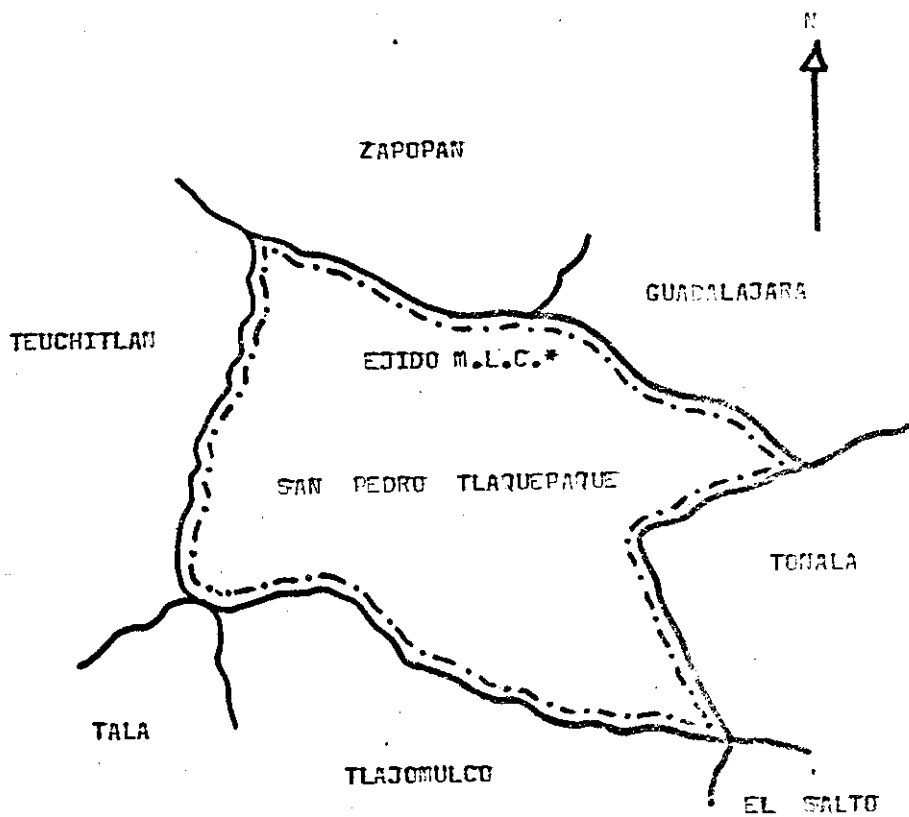 N
ZAPOPAN
GUADALAJARA
TEUCHITLAN
EJIDO M.L.C.*
SAN PEDRO TLAQUEPAQUE
TONALA
TALA
TLAJOMULCO
EL SALTO